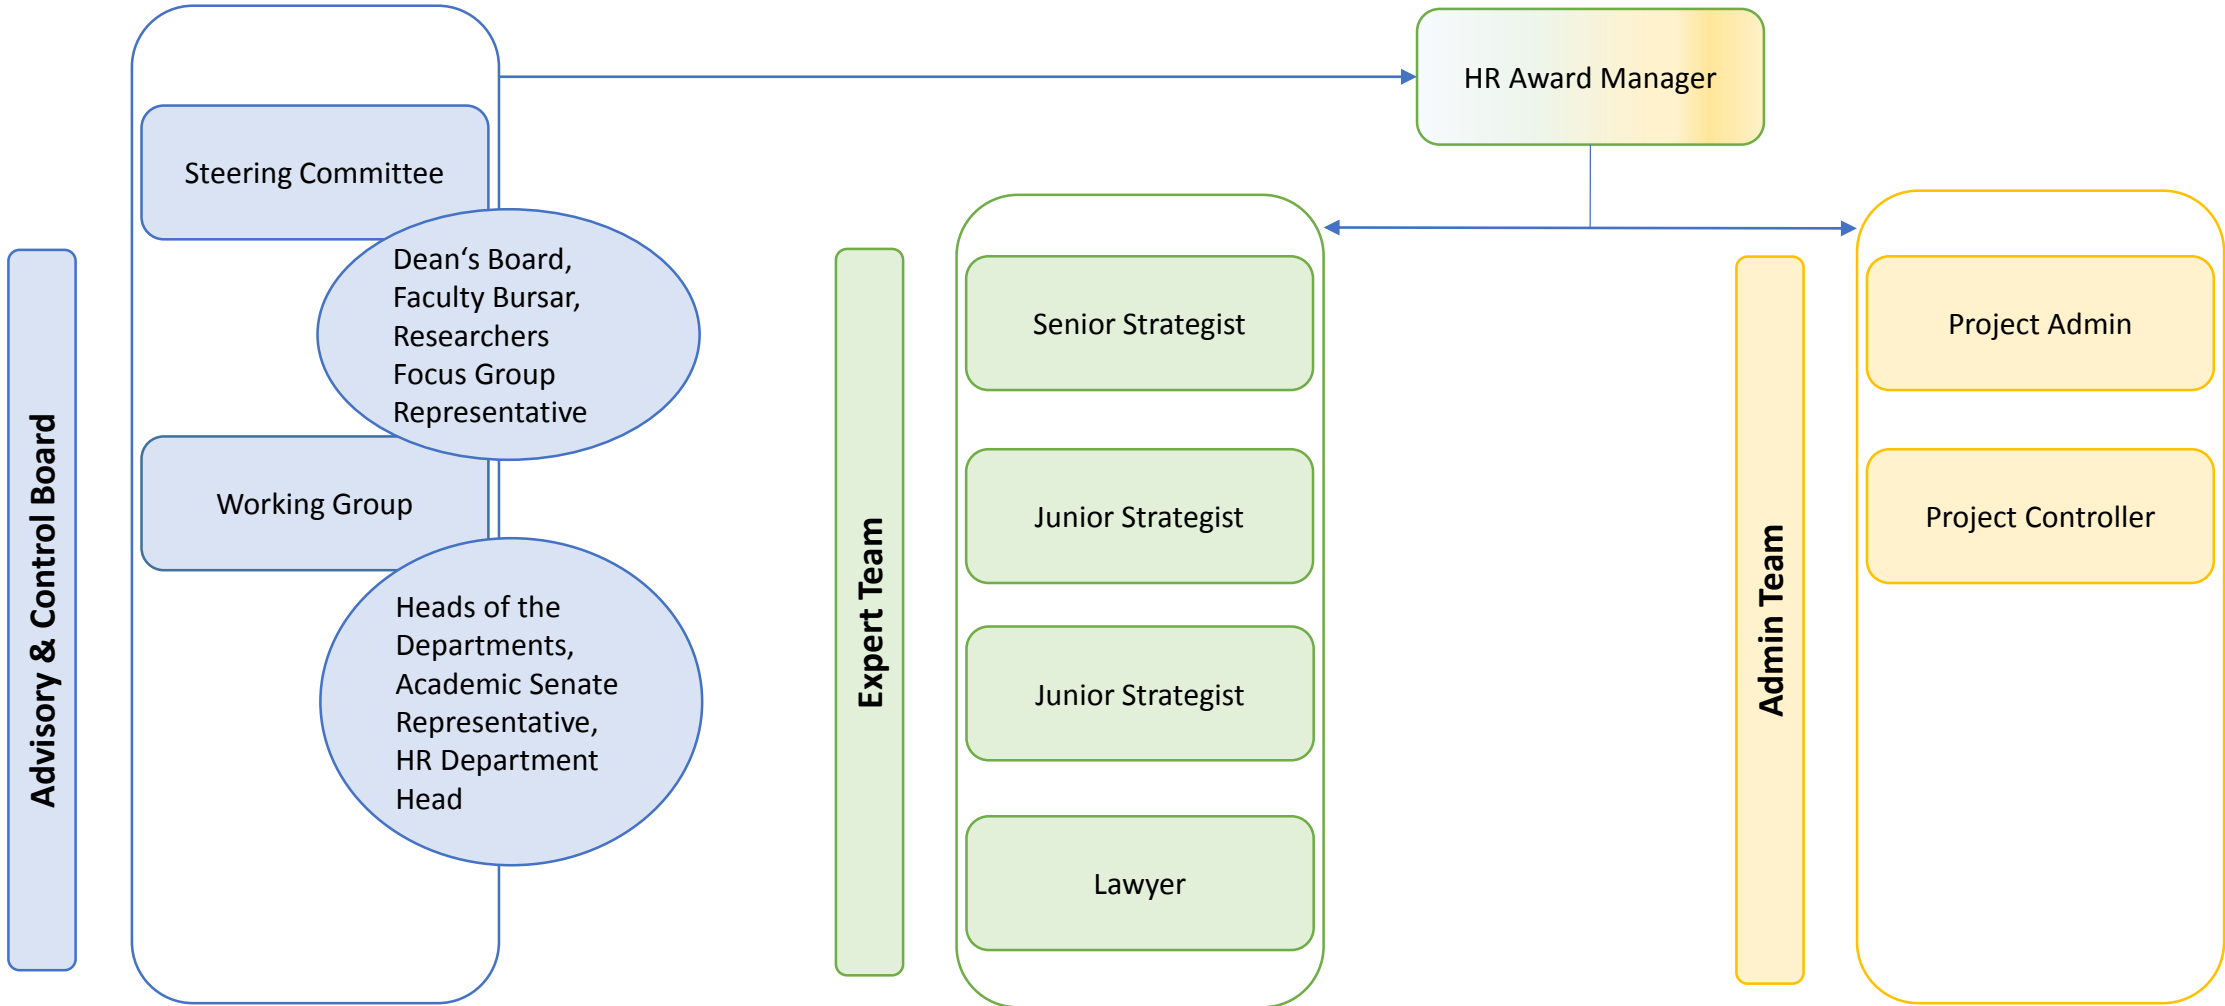 HR Award Manager
Advisory & Control Board
Steering Committee
Dean‘s Board,
Faculty Bursar,
Researchers
Focus Group
Representative
Working Group
Heads of the
Departments,
Academic Senate
Representative,
HR Department
Head
Expert Team
Senior Strategist
Junior Strategist
Junior Strategist
Lawyer
Admin Team
Project Admin
Project Controller